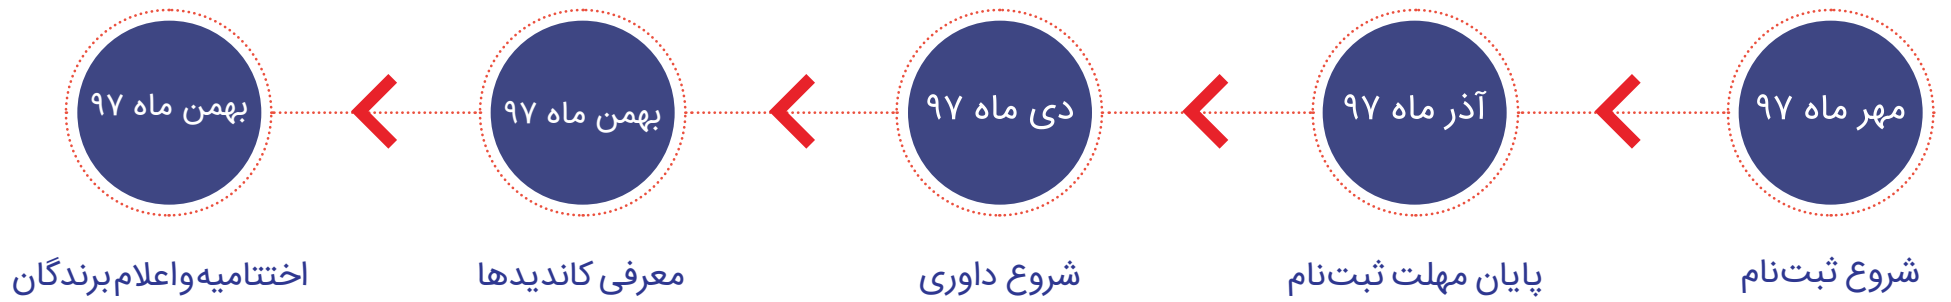 مهر ماه ۹۷
شروع ثبت‌نام
آذر ماه ۹۷
پایان مهلت ثبت‌نام
دی ماه ۹۷
شروع داوری
بهمن ماه ۹۷
معرفی کاندیدها
بهمن ماه ۹۷
اختتامیه و اعلام برندگان